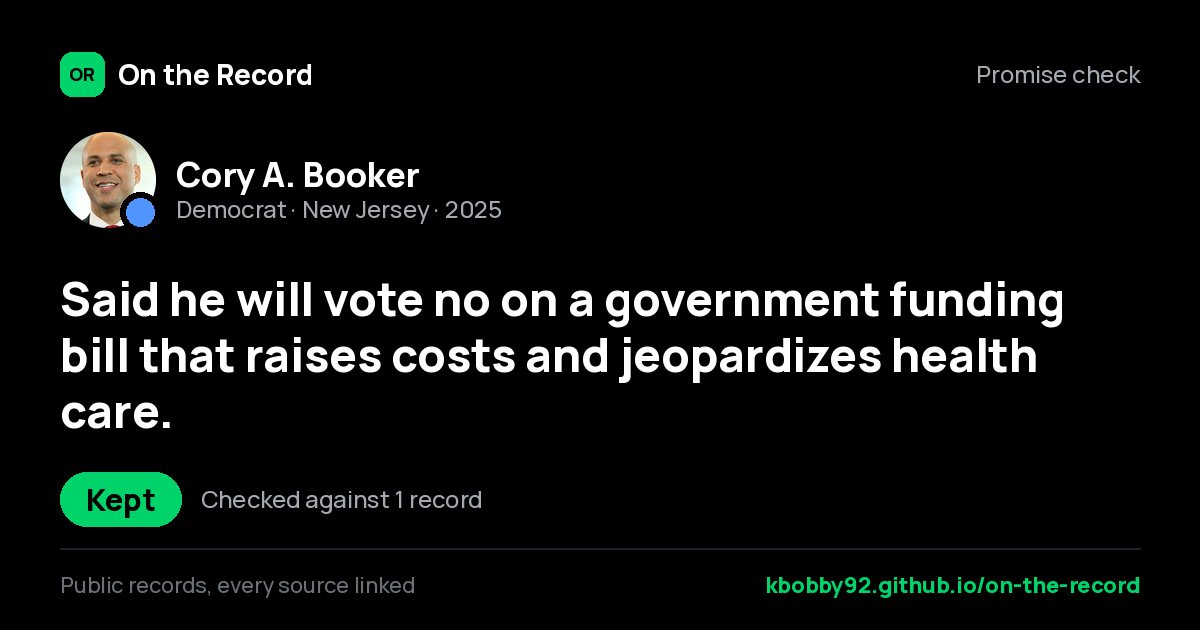 OR On the Record
Promise check
Cory A. Booker
Democrat · New Jersey · 2025
Said he will vote no on a government funding
bill that raises costs and jeopardizes health
care.
Kept Checked against 1 record
Public records, every source linked
kbobby92.github.io/on-the-record